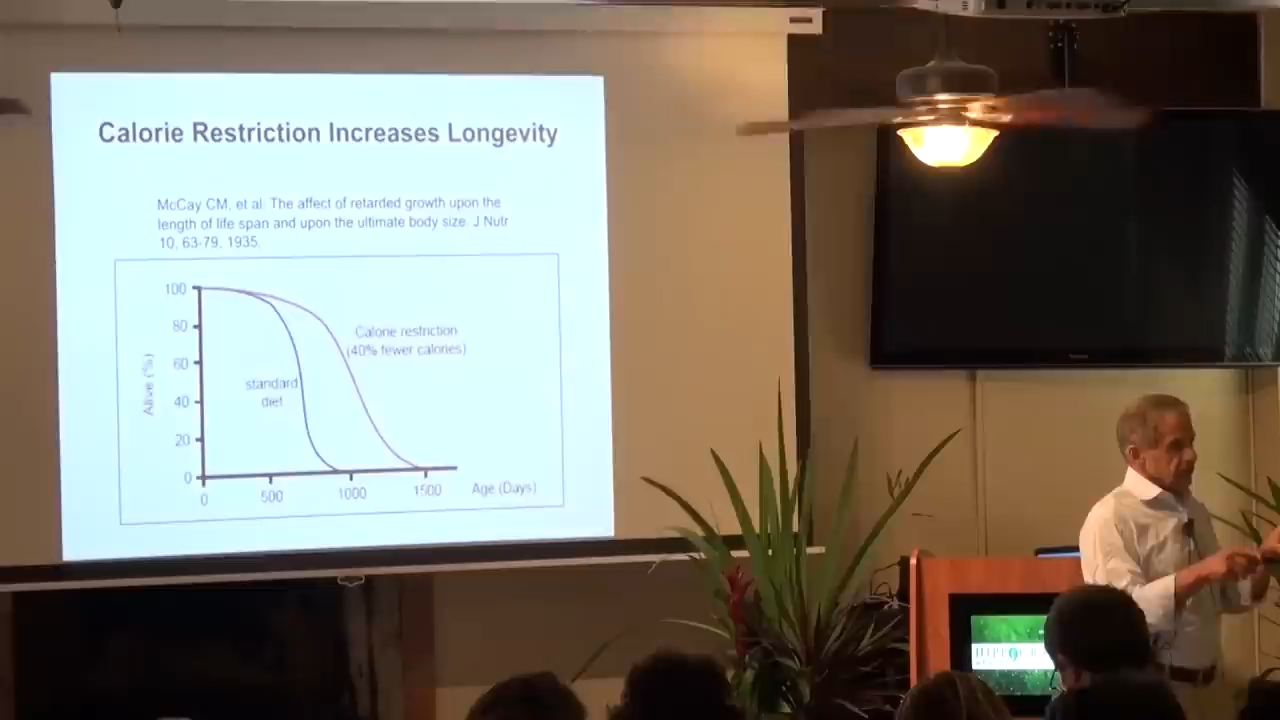 Calorie Restriction Increases Longevity
McCay CM, et al. The affect of retarded growth upon the
length of life span and upon the ultimate body size. J Nutr
10, 63-79, 1935.
100
80
60
40
20
0
Alive (%)
Calorie restriction
(40% fewer calories)
standard
diet
0
500
1000
1500
Age (Days)